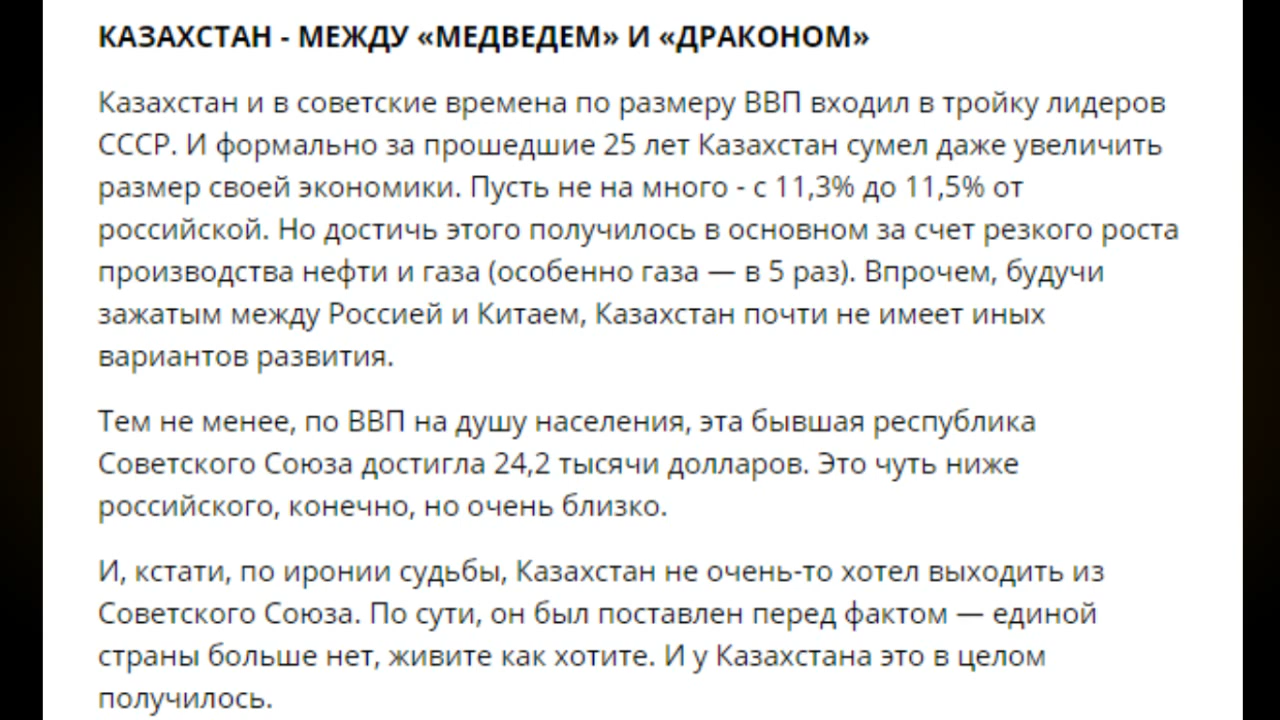 КАЗАХСТАН - МЕЖДУ «МЕДВЕДЕМ» И «ДРАКОНОМ»
Казахстан и в советские времена по размеру ВВП входил в тройку лидеров
СССР. И формально за прошедшие 25 лет Казахстан сумел даже увеличить
размер своей экономики. Пусть не на много - с 11,3% до 11,5% от
российской. Но достичь этого получилось в основном за счет резкого роста
производства нефти и газа (особенно газа — в 5 раз). Впрочем, будучи
зажатым между Россией и Китаем, Казахстан почти не имеет иных
вариантов развития.
Тем не менее, по ВВП на душу населения, эта бывшая республика
Советского Союза достигла 24,2 тысячи долларов. Это чуть ниже
российского, конечно, но очень близко.
И, кстати, по иронии судьбы, Казахстан не очень-то хотел выходить из
Советского Союза. По сути, он был поставлен перед фактом — единой
страны больше нет, живите как хотите. И у Казахстана это в целом
получилось.